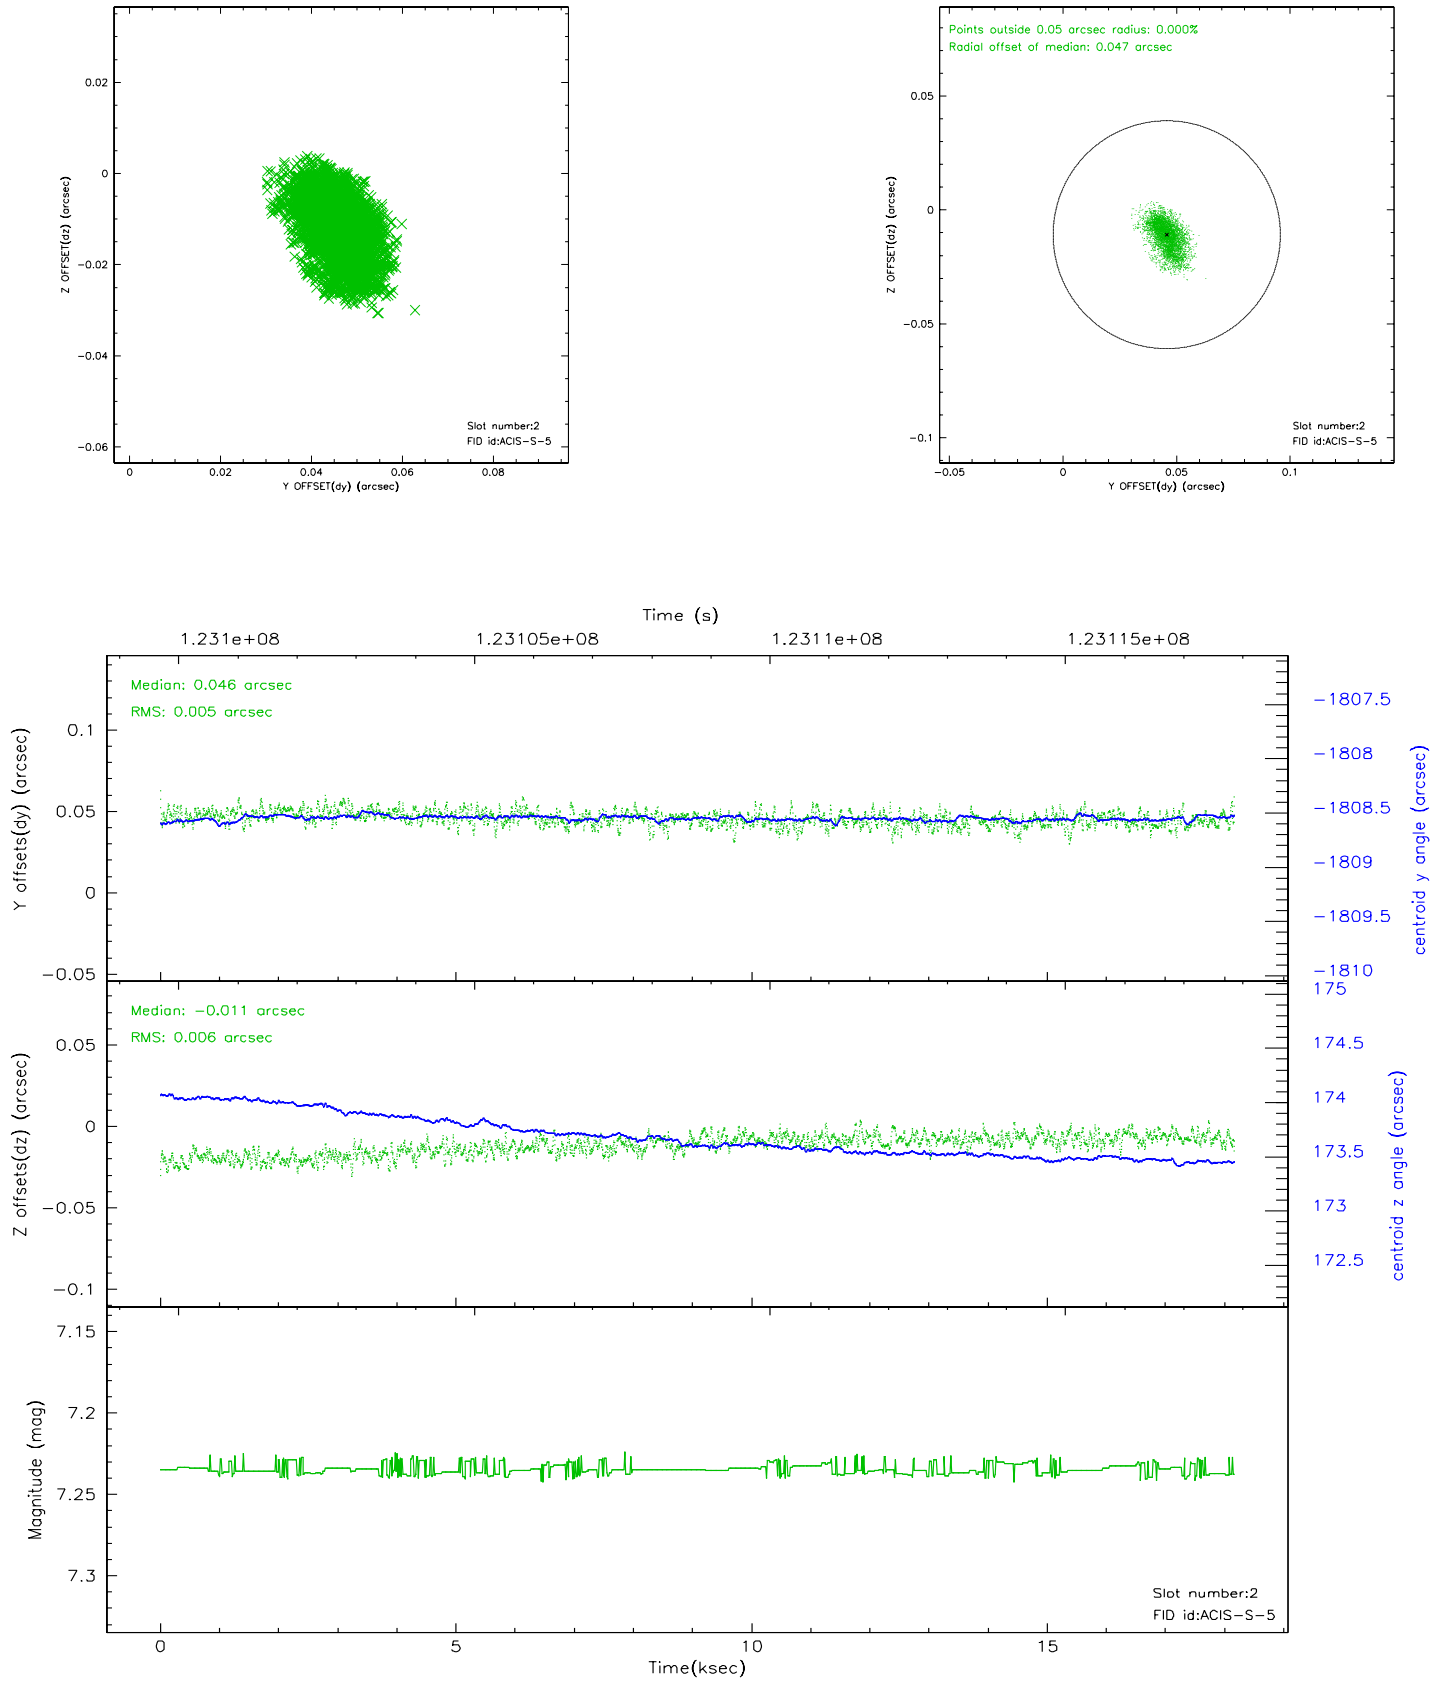 0.02
0
-0.02
-0.04
-0.06
Z OFFSET(dz) (arcsec)
0 0.02 0.04 0.06 0.08
Y OFFSET(dy) (arcsec)
Slot number:2
FID id:ACIS-S-5
Points outside 0.05 arcsec radius: 0.000%
Radial offset of median: 0.047 arcsec
0.05
0
-0.05
-0.1
Z OFFSET(dz) (arcsec)
-0.05 0 0.05 0.1
Y OFFSET(dy) (arcsec)
Slot number:2
FID id:ACIS-S-5
Time (s)
1.231e+08 1.23105e+08 1.2311e+08 1.23115e+08
Median: 0.046 arcsec
RMS: 0.005 arcsec
0.1
0.05
0
-0.05
Y offsets(dy) (arcsec)
-1807.5
-1808
-1808.5
-1809
-1809.5
-1810
centroid y angle (arcsec)
Median: -0.011 arcsec
RMS: 0.006 arcsec
0.05
0
-0.05
-0.1
Z offsets(dz) (arcsec)
175
174.5
174
173.5
173
172.5
centroid z angle (arcsec)
7.15
7.2
7.25
7.3
Magnitude (mag)
Slot number:2
FID id:ACIS-S-5
0 5 10 15
Time(ksec)